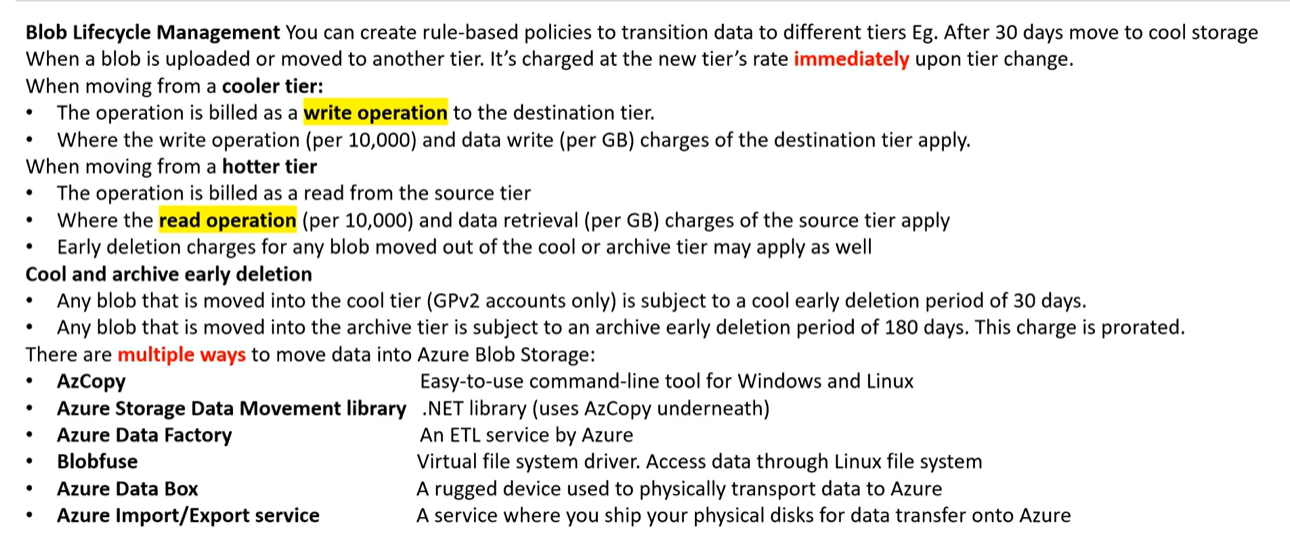 Blob Lifecycle Management You can create rule-based policies to transition data to different tiers Eg. After 30 days move to cool storage
When a blob is uploaded or moved to another tier. It’s charged at the new tier’s rate immediately upon tier change.
When moving from a cooler tier:
• The operation is billed as a write operation to the destination tier.
• Where the write operation (per 10,000) and data write (per GB) charges of the destination tier apply.
When moving from a hotter tier
• The operation is billed as a read from the source tier
• Where the read operation (per 10,000) and data retrieval (per GB) charges of the source tier apply
• Early deletion charges for any blob moved out of the cool or archive tier may apply as well
Cool and archive early deletion
• Any blob that is moved into the cool tier (GPv2 accounts only) is subject to a cool early deletion period of 30 days.
• Any blob that is moved into the archive tier is subject to an archive early deletion period of 180 days. This charge is prorated.
There are multiple ways to move data into Azure Blob Storage:
• AzCopy Easy-to-use command-line tool for Windows and Linux
• Azure Storage Data Movement library .NET library (uses AzCopy underneath)
• Azure Data Factory An ETL service by Azure
• Blobfuse Virtual file system driver. Access data through Linux file system
• Azure Data Box A rugged device used to physically transport data to Azure
• Azure Import/Export service A service where you ship your physical disks for data transfer onto Azure